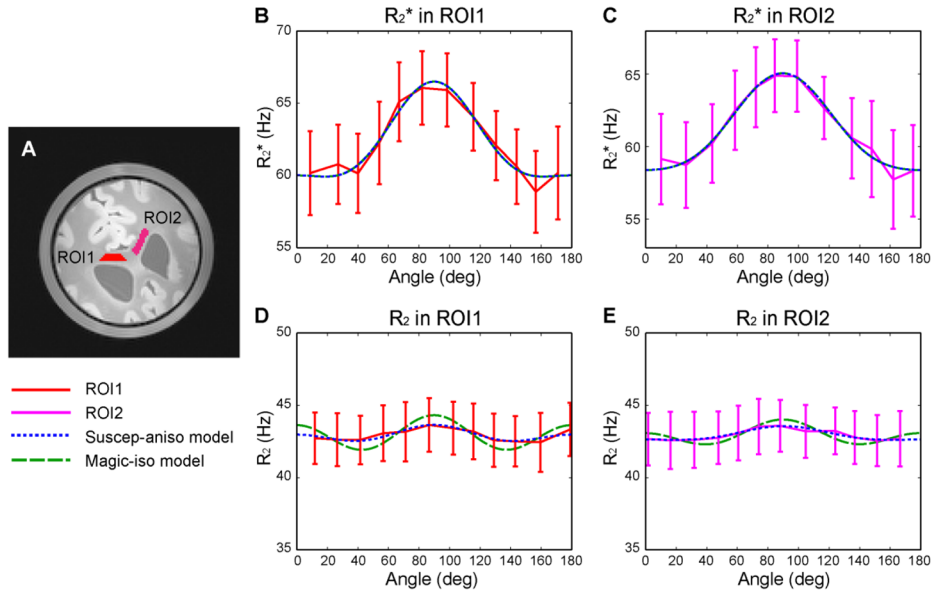 A
ROI2
ROI1
ROI1
ROI2
Suscep-aniso model
Magic-iso model
B
R₂* in ROI1
R₂* (Hz)
70
65
60
55
0 20 40 60 80 100 120 140 160 180
Angle (deg)
C
R₂* in ROI2
R₂* (Hz)
65
60
55
0 20 40 60 80 100 120 140 160 180
Angle (deg)
D
R₂ in ROI1
R₂ (Hz)
50
45
40
35
0 20 40 60 80 100 120 140 160 180
Angle (deg)
E
R₂ in ROI2
R₂ (Hz)
50
45
40
35
0 20 40 60 80 100 120 140 160 180
Angle (deg)